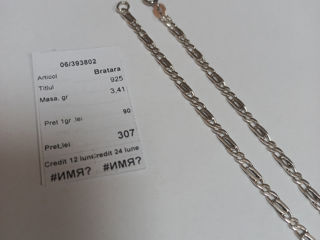 06/393802
Articol Bratara
Titlul 925
Masa. gr 3,41
Pret 1gr .lei 90
Pret,lei 307
Credit 12 luni Credit 24 lune
#ИМЯ? #ИМЯ?